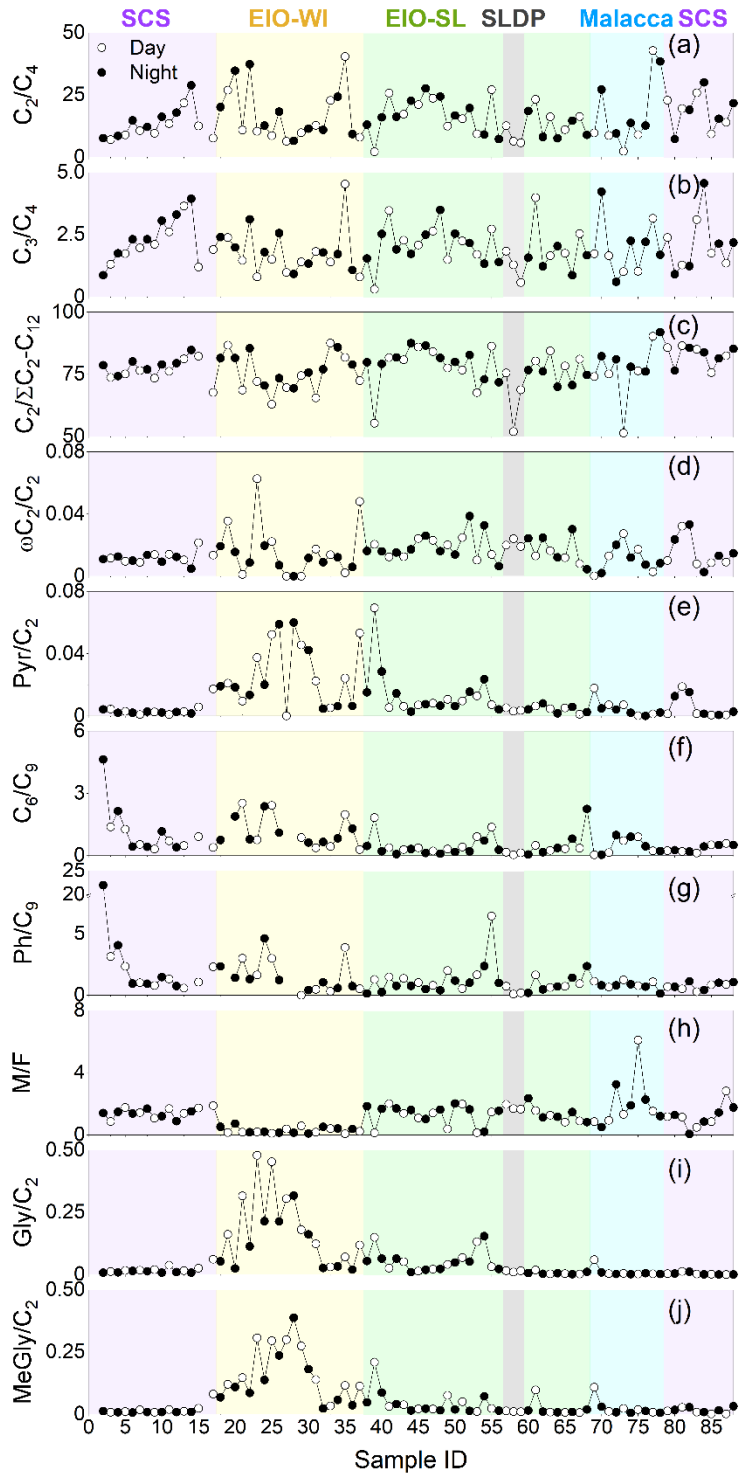 SCS EIO-WI EIO-SL SLDP Malacca SCS
Day
Night
(a)
C₂/C₄
50
25
0
(b)
C₃/C₄
5.0
2.5
0
(c)
C₂/ΣC₂-C₁₂
100
75
50
(d)
ωC₂/C₂
0.08
0.04
0
(e)
Pyr/C₂
0.08
0.04
0
(f)
C₆/C₉
6
3
0
(g)
Ph/C₉
25
20
5
0
(h)
M/F
8
4
0
(i)
Gly/C₂
0.50
0.25
0
(j)
MeGly/C₂
0.50
0.25
0
0 5 10 15 20 25 30 35 40 45 50 55 60 65 70 75 80 85
Sample ID